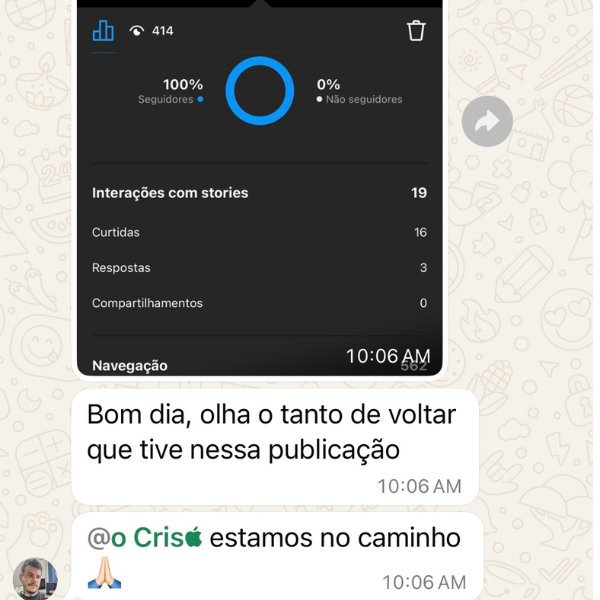 414
100%
Seguidores
0%
Não seguidores
Interações com stories 19
Curtidas 16
Respostas 3
Compartilhamentos 0
Navegação 562
10:06 AM
Bom dia, olha o tanto de voltar
que tive nessa publicação
10:06 AM
@o Cris estamos no caminho
🙏🏻
10:06 AM